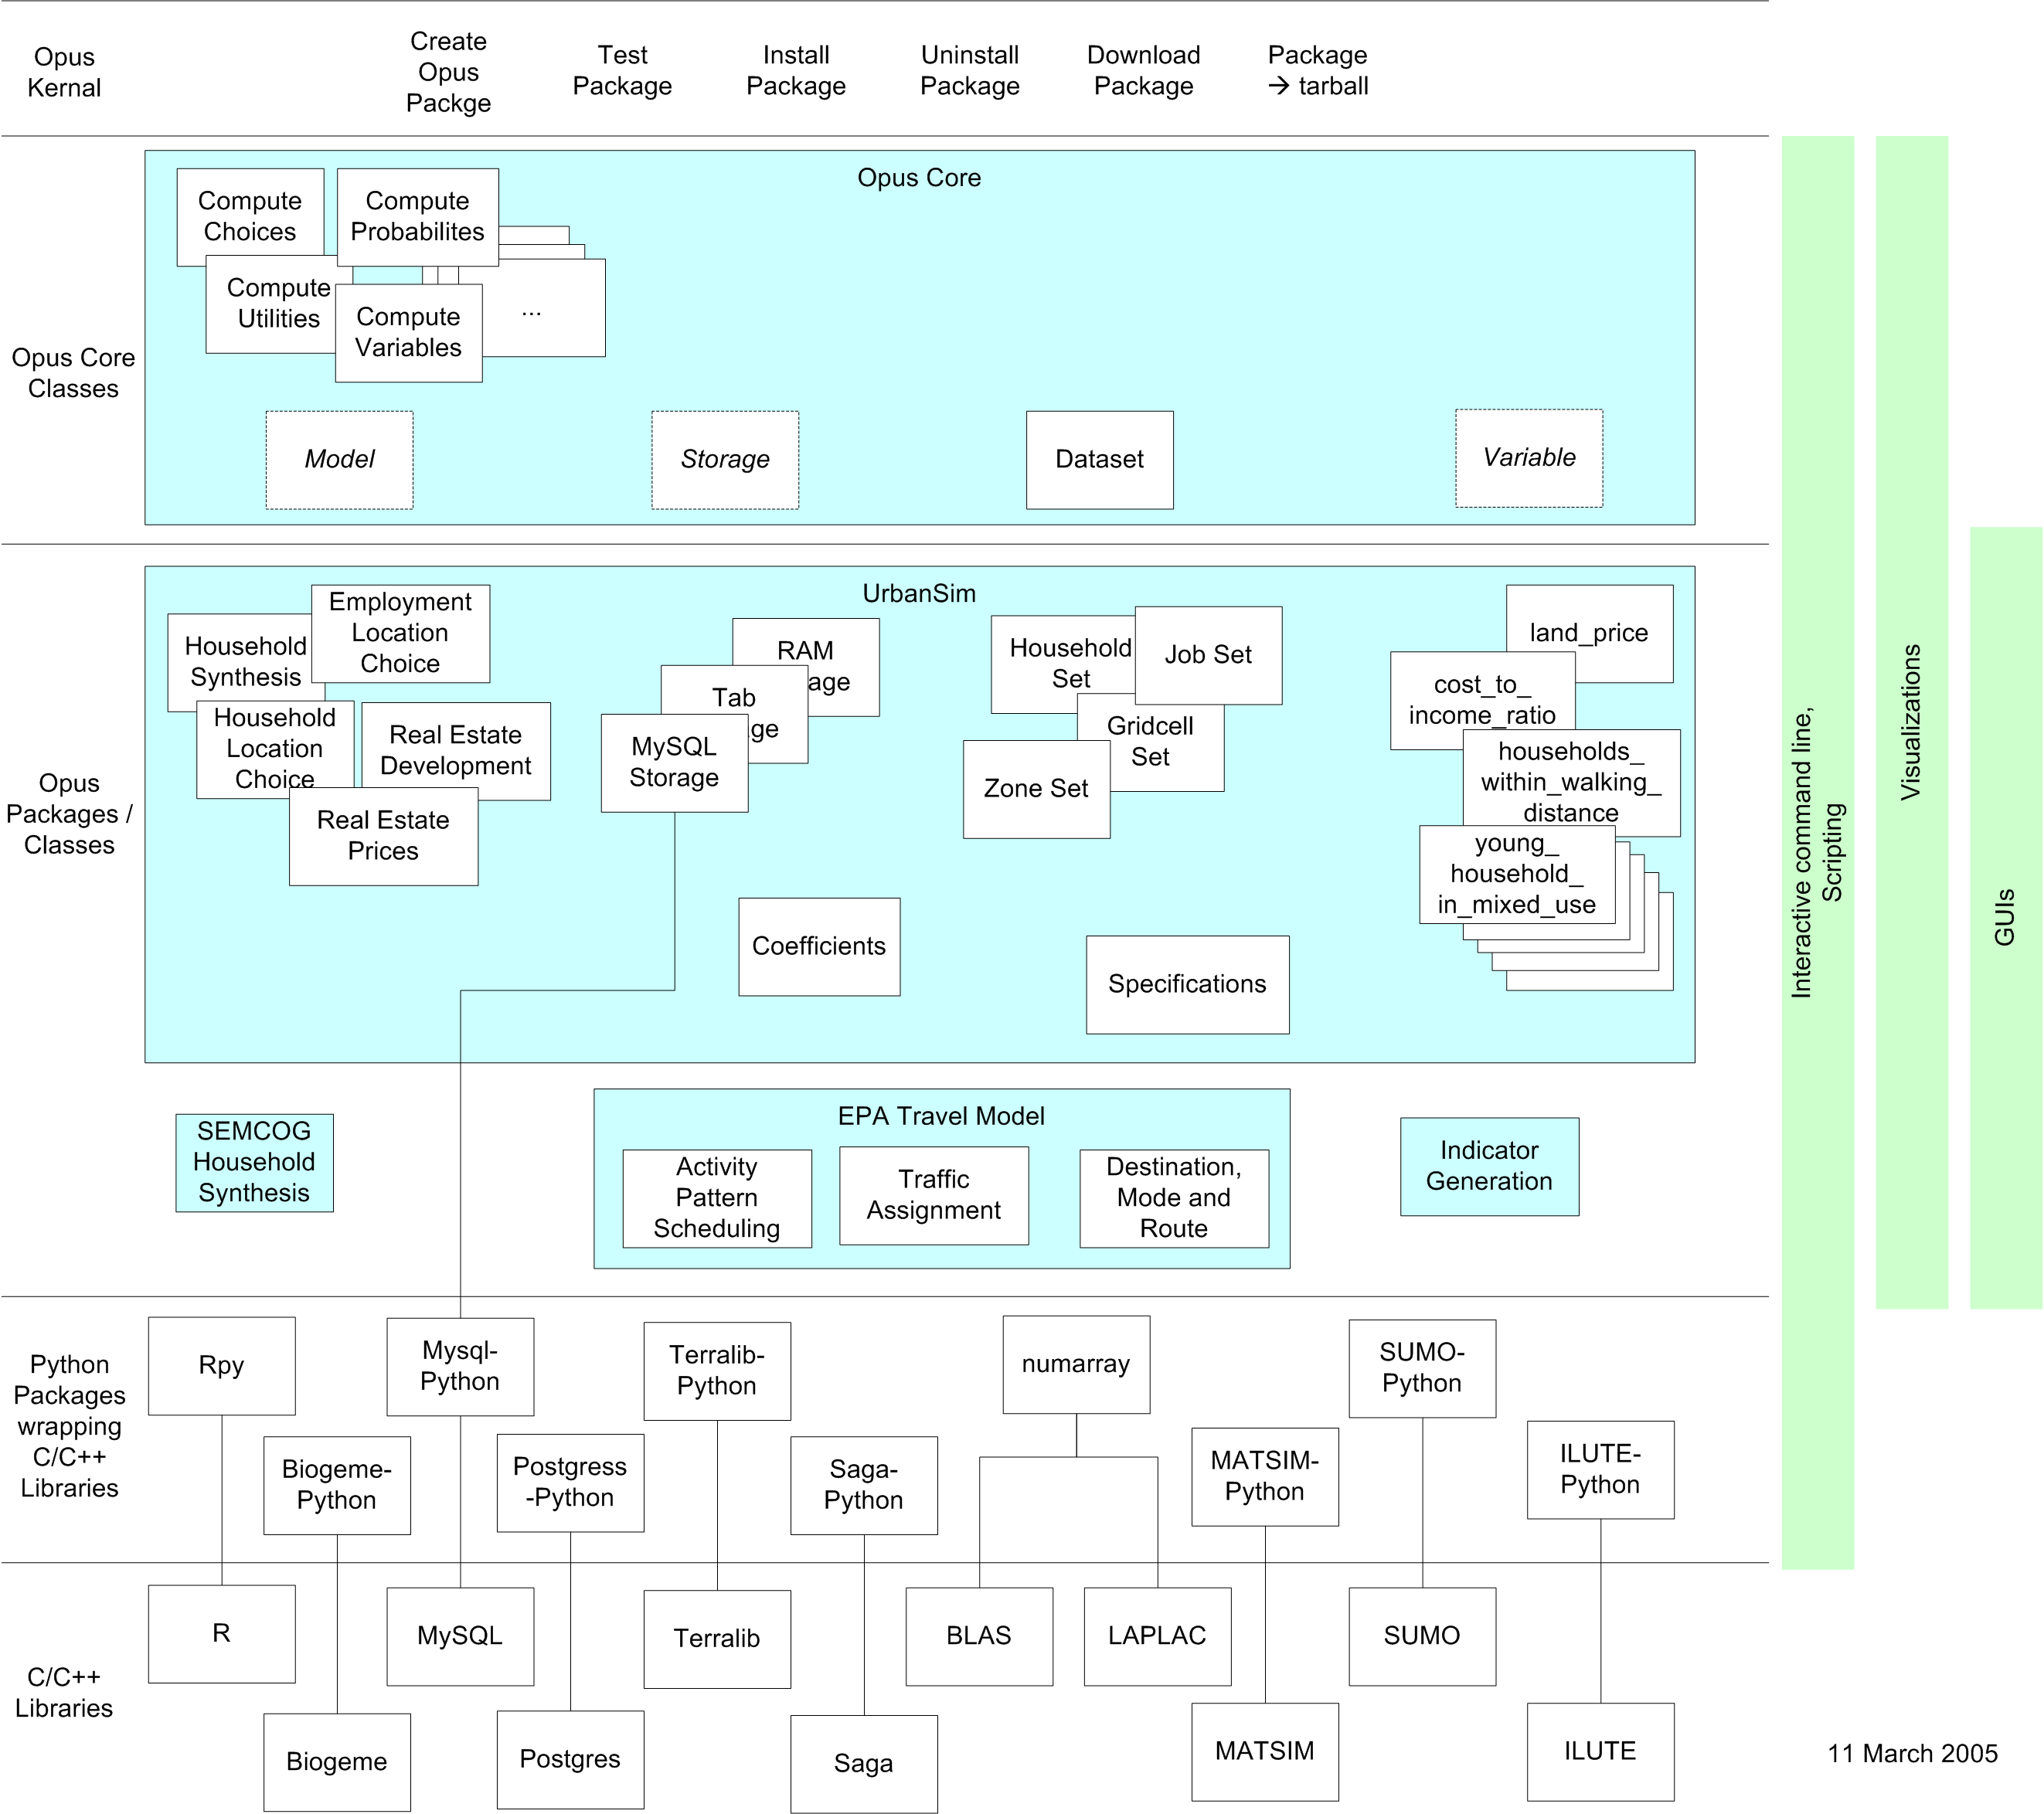 Opus
Kernal
Create
Opus
Packge
Test
Package
Install
Package
Uninstall
Package
Download
Package
Package
→ tarball
Opus Core
Classes
Opus Core
Compute
Choices
Compute
Probabilites
Compute
Utilities
Compute
Variables
...
Model
Storage
Dataset
Variable
Opus
Packages /
Classes
UrbanSim
Household
Synthesis
Employment
Location
Choice
Household
Location
Choice
Real Estate
Development
Real Estate
Prices
RAM
age
Tab
ge
MySQL
Storage
Household
Set
Job Set
Gridcell
Set
Zone Set
land_price
cost_to_
income_ratio
households_
within_walking_
distance
young_
household_
in_mixed_use
Coefficients
Specifications
SEMCOG
Household
Synthesis
EPA Travel Model
Activity
Pattern
Scheduling
Traffic
Assignment
Destination,
Mode and
Route
Indicator
Generation
Interactive command line,
Scripting
Visualizations
GUIs
Python
Packages
wrapping
C/C++
Libraries
Rpy
Mysql-
Python
Terralib-
Python
numarray
SUMO-
Python
Biogeme-
Python
Postgress
-Python
Saga-
Python
MATSIM-
Python
ILUTE-
Python
C/C++
Libraries
R
MySQL
Terralib
BLAS
LAPLAC
SUMO
Biogeme
Postgres
Saga
MATSIM
ILUTE
11 March 2005